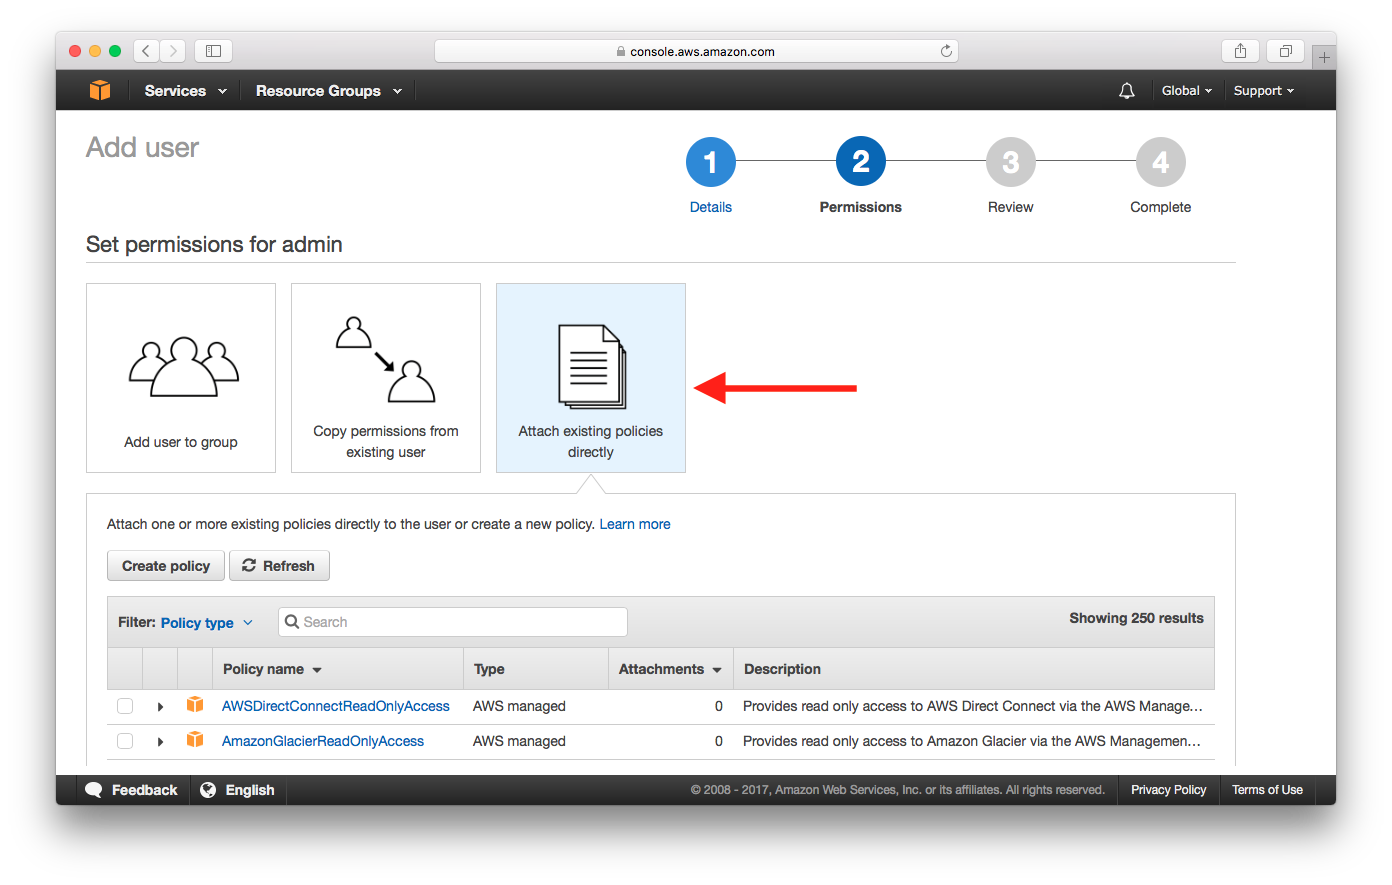 console.aws.amazon.com
Services
Resource Groups
Global
Support
Add user
1
2
3
4
Details
Permissions
Review
Complete
Set permissions for admin
Add user to group
Copy permissions from
existing user
Attach existing policies
directly
Attach one or more existing policies directly to the user or create a new policy. Learn more
Create policy
Refresh
Filter: Policy type
Search
Showing 250 results
Policy name
Type
Attachments
Description
AWSDirectConnectReadOnlyAccess
AWS managed
0
Provides read only access to AWS Direct Connect via the AWS Manage...
AmazonGlacierReadOnlyAccess
AWS managed
0
Provides read only access to Amazon Glacier via the AWS Managemen...
Feedback
English
© 2008 - 2017, Amazon Web Services, Inc. or its affiliates. All rights reserved.
Privacy Policy
Terms of Use